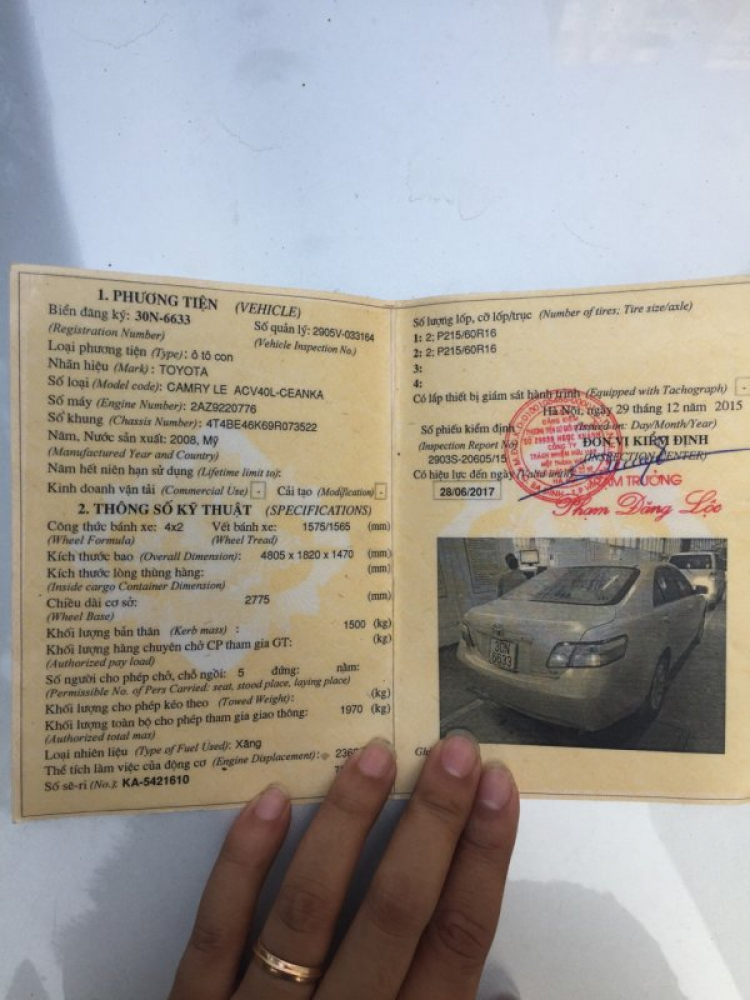 1. PHƯƠNG TIỆN (VEHICLE)
Biển đăng ký: 30N-6633
(Registration Number)
Số quản lý: 2905V-033164
(Vehicle Inspection No.)
Loại phương tiện (Type): ô tô con
Nhãn hiệu (Mark): TOYOTA
Số loại (Model code): CAMRY LE ACV40L-CEANKA
Số máy (Engine Number): 2AZ9220776
Số khung (Chassis Number): 4T4BE46K69R073522
Năm, Nước sản xuất: 2008, Mỹ
(Manufactured Year and Country)
Năm hết niên hạn sử dụng (Lifetime limit to):
Kinh doanh vận tải (Commercial Use) - Cải tạo (Modification) -
2. THÔNG SỐ KỸ THUẬT (SPECIFICATIONS)
Công thức bánh xe: 4x2 Vết bánh xe: 1575/1565 (mm)
(Wheel Formula) (Wheel Tread)
Kích thước bao (Overall Dimension): 4805 x 1820 x 1470 (mm)
Kích thước lòng thùng hàng: (mm)
(Inside cargo Container Dimension)
Chiều dài cơ sở: 2775 (mm)
(Wheel Base)
Khối lượng bản thân (Kerb mass) : 1500 (kg)
Khối lượng hàng chuyên chở CP tham gia GT: (kg)
(Authorized pay load)
Số người cho phép chở, chỗ ngồi: 5 đứng: nằm:
(Permissible No. of Pers Carried: seat, stood place, laying place)
Khối lượng cho phép kéo theo (Towed Weight): (kg)
Khối lượng toàn bộ cho phép tham gia giao thông: 1970 (kg)
(Authorized total mas)
Loại nhiên liệu (Type of Fuel Used): Xăng
Thể tích làm việc của động cơ (Engine Displacement):
Số sê-ri (No.): KA-5421610
Số lượng lốp, cỡ lốp/trục (Number of tires; Tire size/axle)
1: 2; P215/60R16
2: 2; P215/60R16
3:
4:
Có lắp thiết bị giám sát hành trình (Equipped with Tachograph) -
Hà Nội, ngày 29 tháng 12 năm 2015
Số phiếu kiểm định (Issued on: Day/Month/Year)
(Inspection Report No) ĐƠN VỊ KIỂM ĐỊNH
2903S-20605/15 (INSPECTION CENTER)
Có hiệu lực đến ngày (Valid until)
28/06/2017
TRẠM TRƯỞNG
Phạm Đăng Lộc
30N
6633